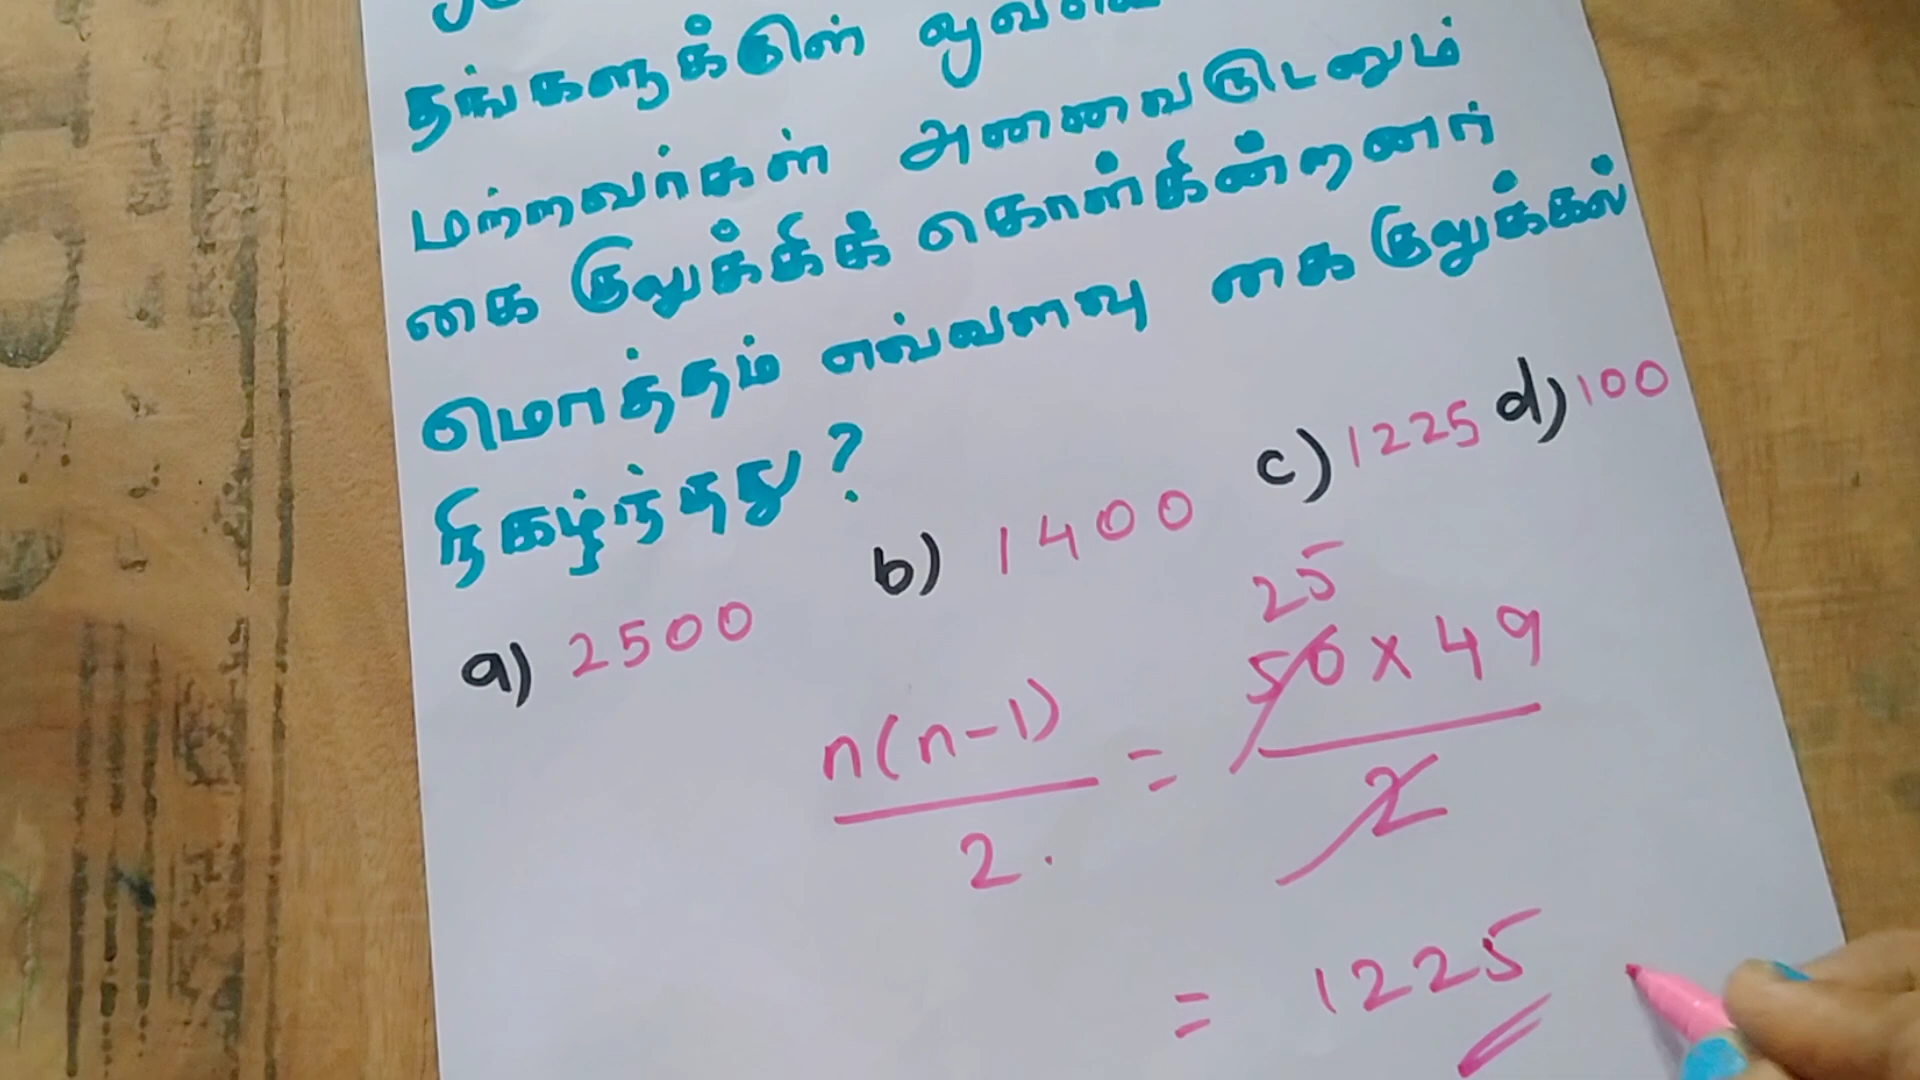 தங்களுக்குள்
மற்றவர்கள் அனைவருடனும்
கை குலுக்கிக் கொள்கின்றனர்
மொத்தம் எவ்வளவு கை குலுக்கல்
நிகழ்ந்தது?
a) 2500 b) 1400 c) 1225 d) 100
25
n(n-1)/2 = 50 x 49/2
= 1225